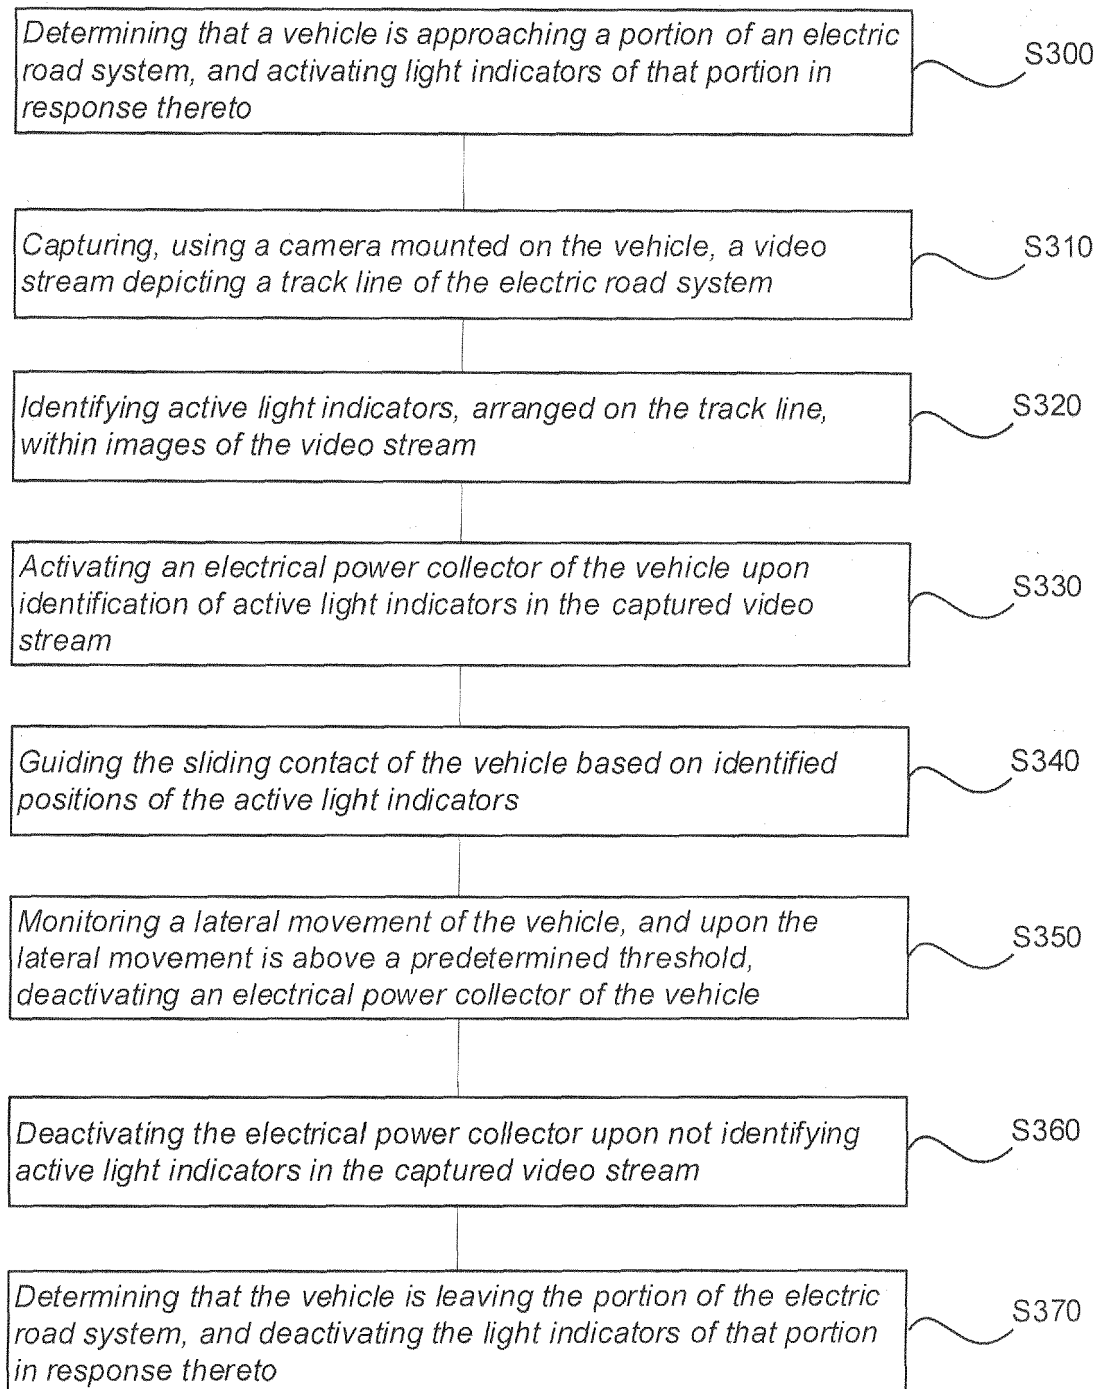 Determining that a vehicle is approaching a portion of an electric
road system, and activating light indicators of that portion in
response thereto
S300
Capturing, using a camera mounted on the vehicle, a video
stream depicting a track line of the electric road system
S310
Identifying active light indicators, arranged on the track line,
within images of the video stream
S320
Activating an electrical power collector of the vehicle upon
identification of active light indicators in the captured video
stream
S330
Guiding the sliding contact of the vehicle based on identified
positions of the active light indicators
S340
Monitoring a lateral movement of the vehicle, and upon the
lateral movement is above a predetermined threshold,
deactivating an electrical power collector of the vehicle
S350
Deactivating the electrical power collector upon not identifying
active light indicators in the captured video stream
S360
Determining that the vehicle is leaving the portion of the electric
road system, and deactivating the light indicators of that portion
in response thereto
S370